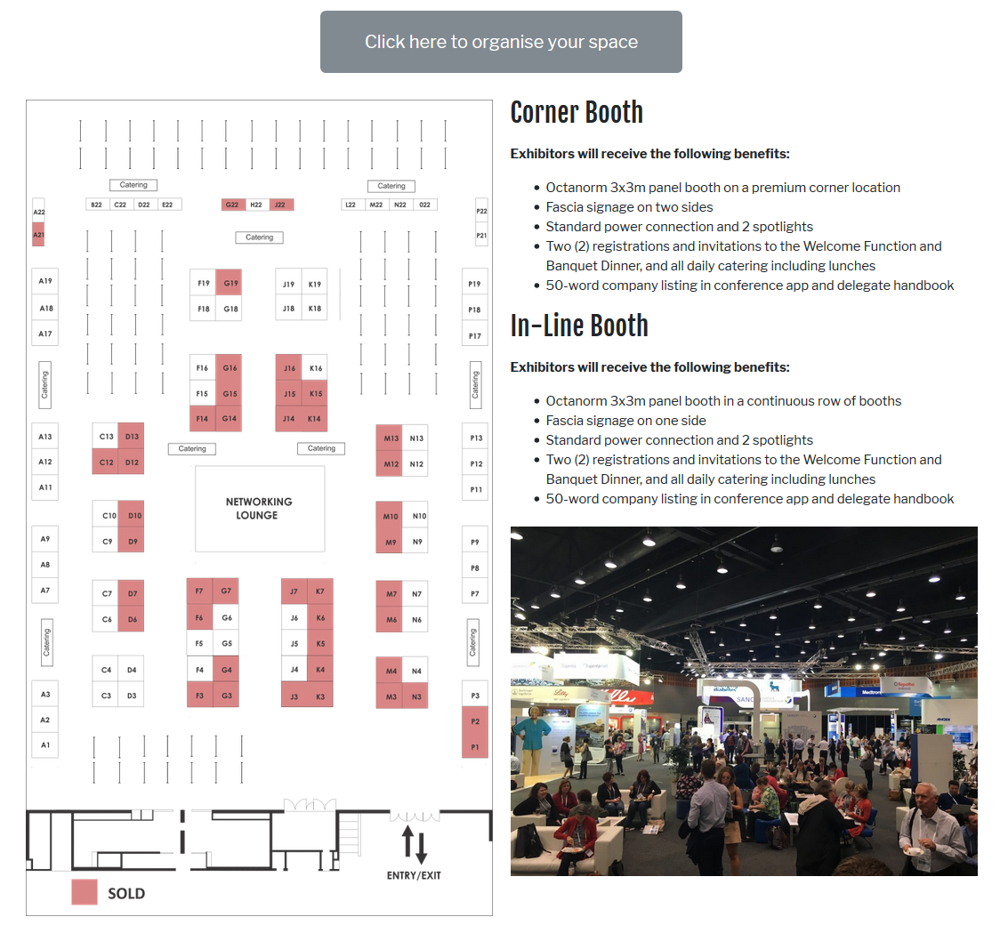 Click here to organise your space
Catering
Catering
A22
B22 C22 D22 E22
G22 H22 J22
L22 M22 N22 O22
P22
A21
P21
Catering
A19
F19 G19
J19 K19
P19
A18
F18 G18
J18 K18
P18
A17
P17
Catering
F16 G16
J16 K16
Catering
F15 G15
J15 K15
F14 G14
J14 K14
A13
C13 D13
M13 N13
P13
Catering
Catering
A12
C12 D12
M12 N12
P12
A11
P11
NETWORKING
LOUNGE
C10 D10
M10 N10
A9
C9 D9
M9 N9
P9
A8
P8
A7
C7 D7
F7 G7
J7 K7
M7 N7
P7
C6 D6
F6 G6
J6 K6
M6 N6
Catering
F5 G5
J5 K5
Catering
C4 D4
F4 G4
J4 K4
M4 N4
A3
C3 D3
F3 G3
J3 K3
M3 N3
P3
A2
P2
A1
P1
ENTRY/EXIT
SOLD
Corner Booth
Exhibitors will receive the following benefits:
Octanorm 3x3m panel booth on a premium corner location
Fascia signage on two sides
Standard power connection and 2 spotlights
Two (2) registrations and invitations to the Welcome Function and
Banquet Dinner, and all daily catering including lunches
50-word company listing in conference app and delegate handbook
In-Line Booth
Exhibitors will receive the following benefits:
Octanorm 3x3m panel booth in a continuous row of booths
Fascia signage on one side
Standard power connection and 2 spotlights
Two (2) registrations and invitations to the Welcome Function and
Banquet Dinner, and all daily catering including lunches
50-word company listing in conference app and delegate handbook
Lilly
SANO
Medtron